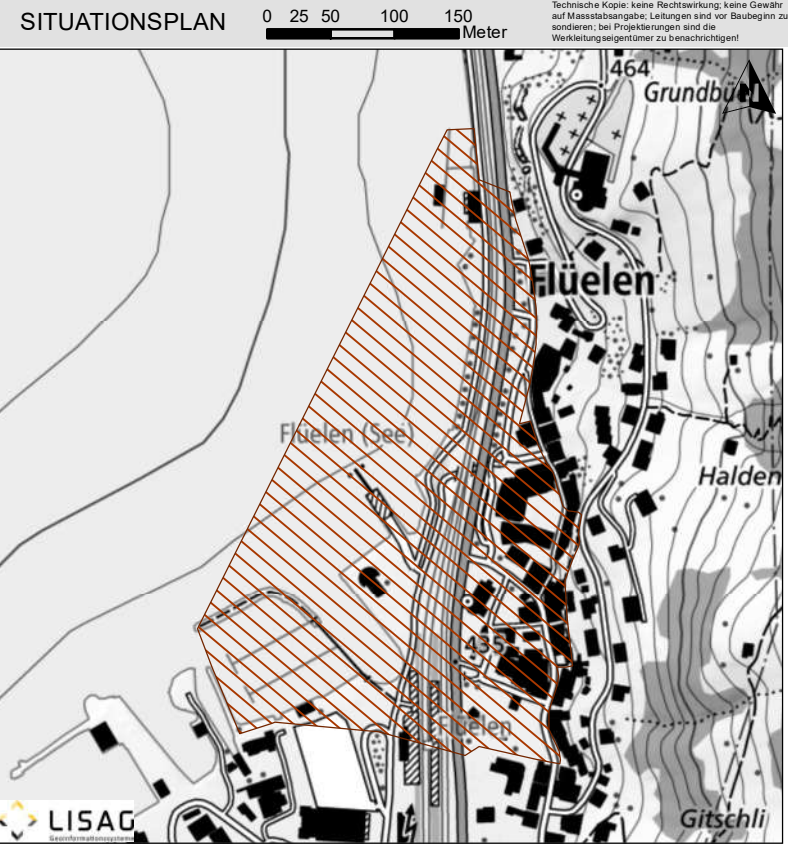 SITUATIONSPLAN
0 25 50 100 150
Meter
Technische Kopie: keine Rechtswirkung; keine Gewähr
auf Massstabsangabe; Leitungen sind vor Baubeginn zu
sondieren; bei Projektierungen sind die
Werkleitungseigentümer zu benachrichtigen!
464
Flüelen
Flüelen (See)
Halden
435
Flüelen
Gitschli
LISAG
Geoinformationssysteme